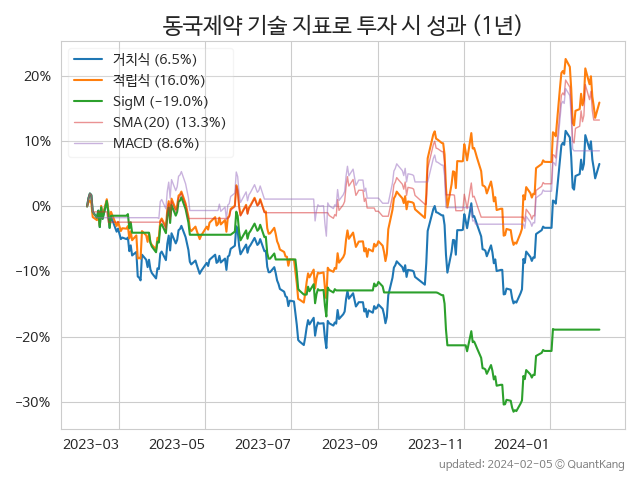 동국제약 기술 지표로 투자 시 성과 (1년)
거치식 (6.5%)
적립식 (16.0%)
SigM (−19.0%)
SMA(20) (13.3%)
MACD (8.6%)
20%
10%
0%
−10%
−20%
−30%
2023-03 2023-05 2023-07 2023-09 2023-11 2024-01
updated: 2024-02-05 © QuantKang